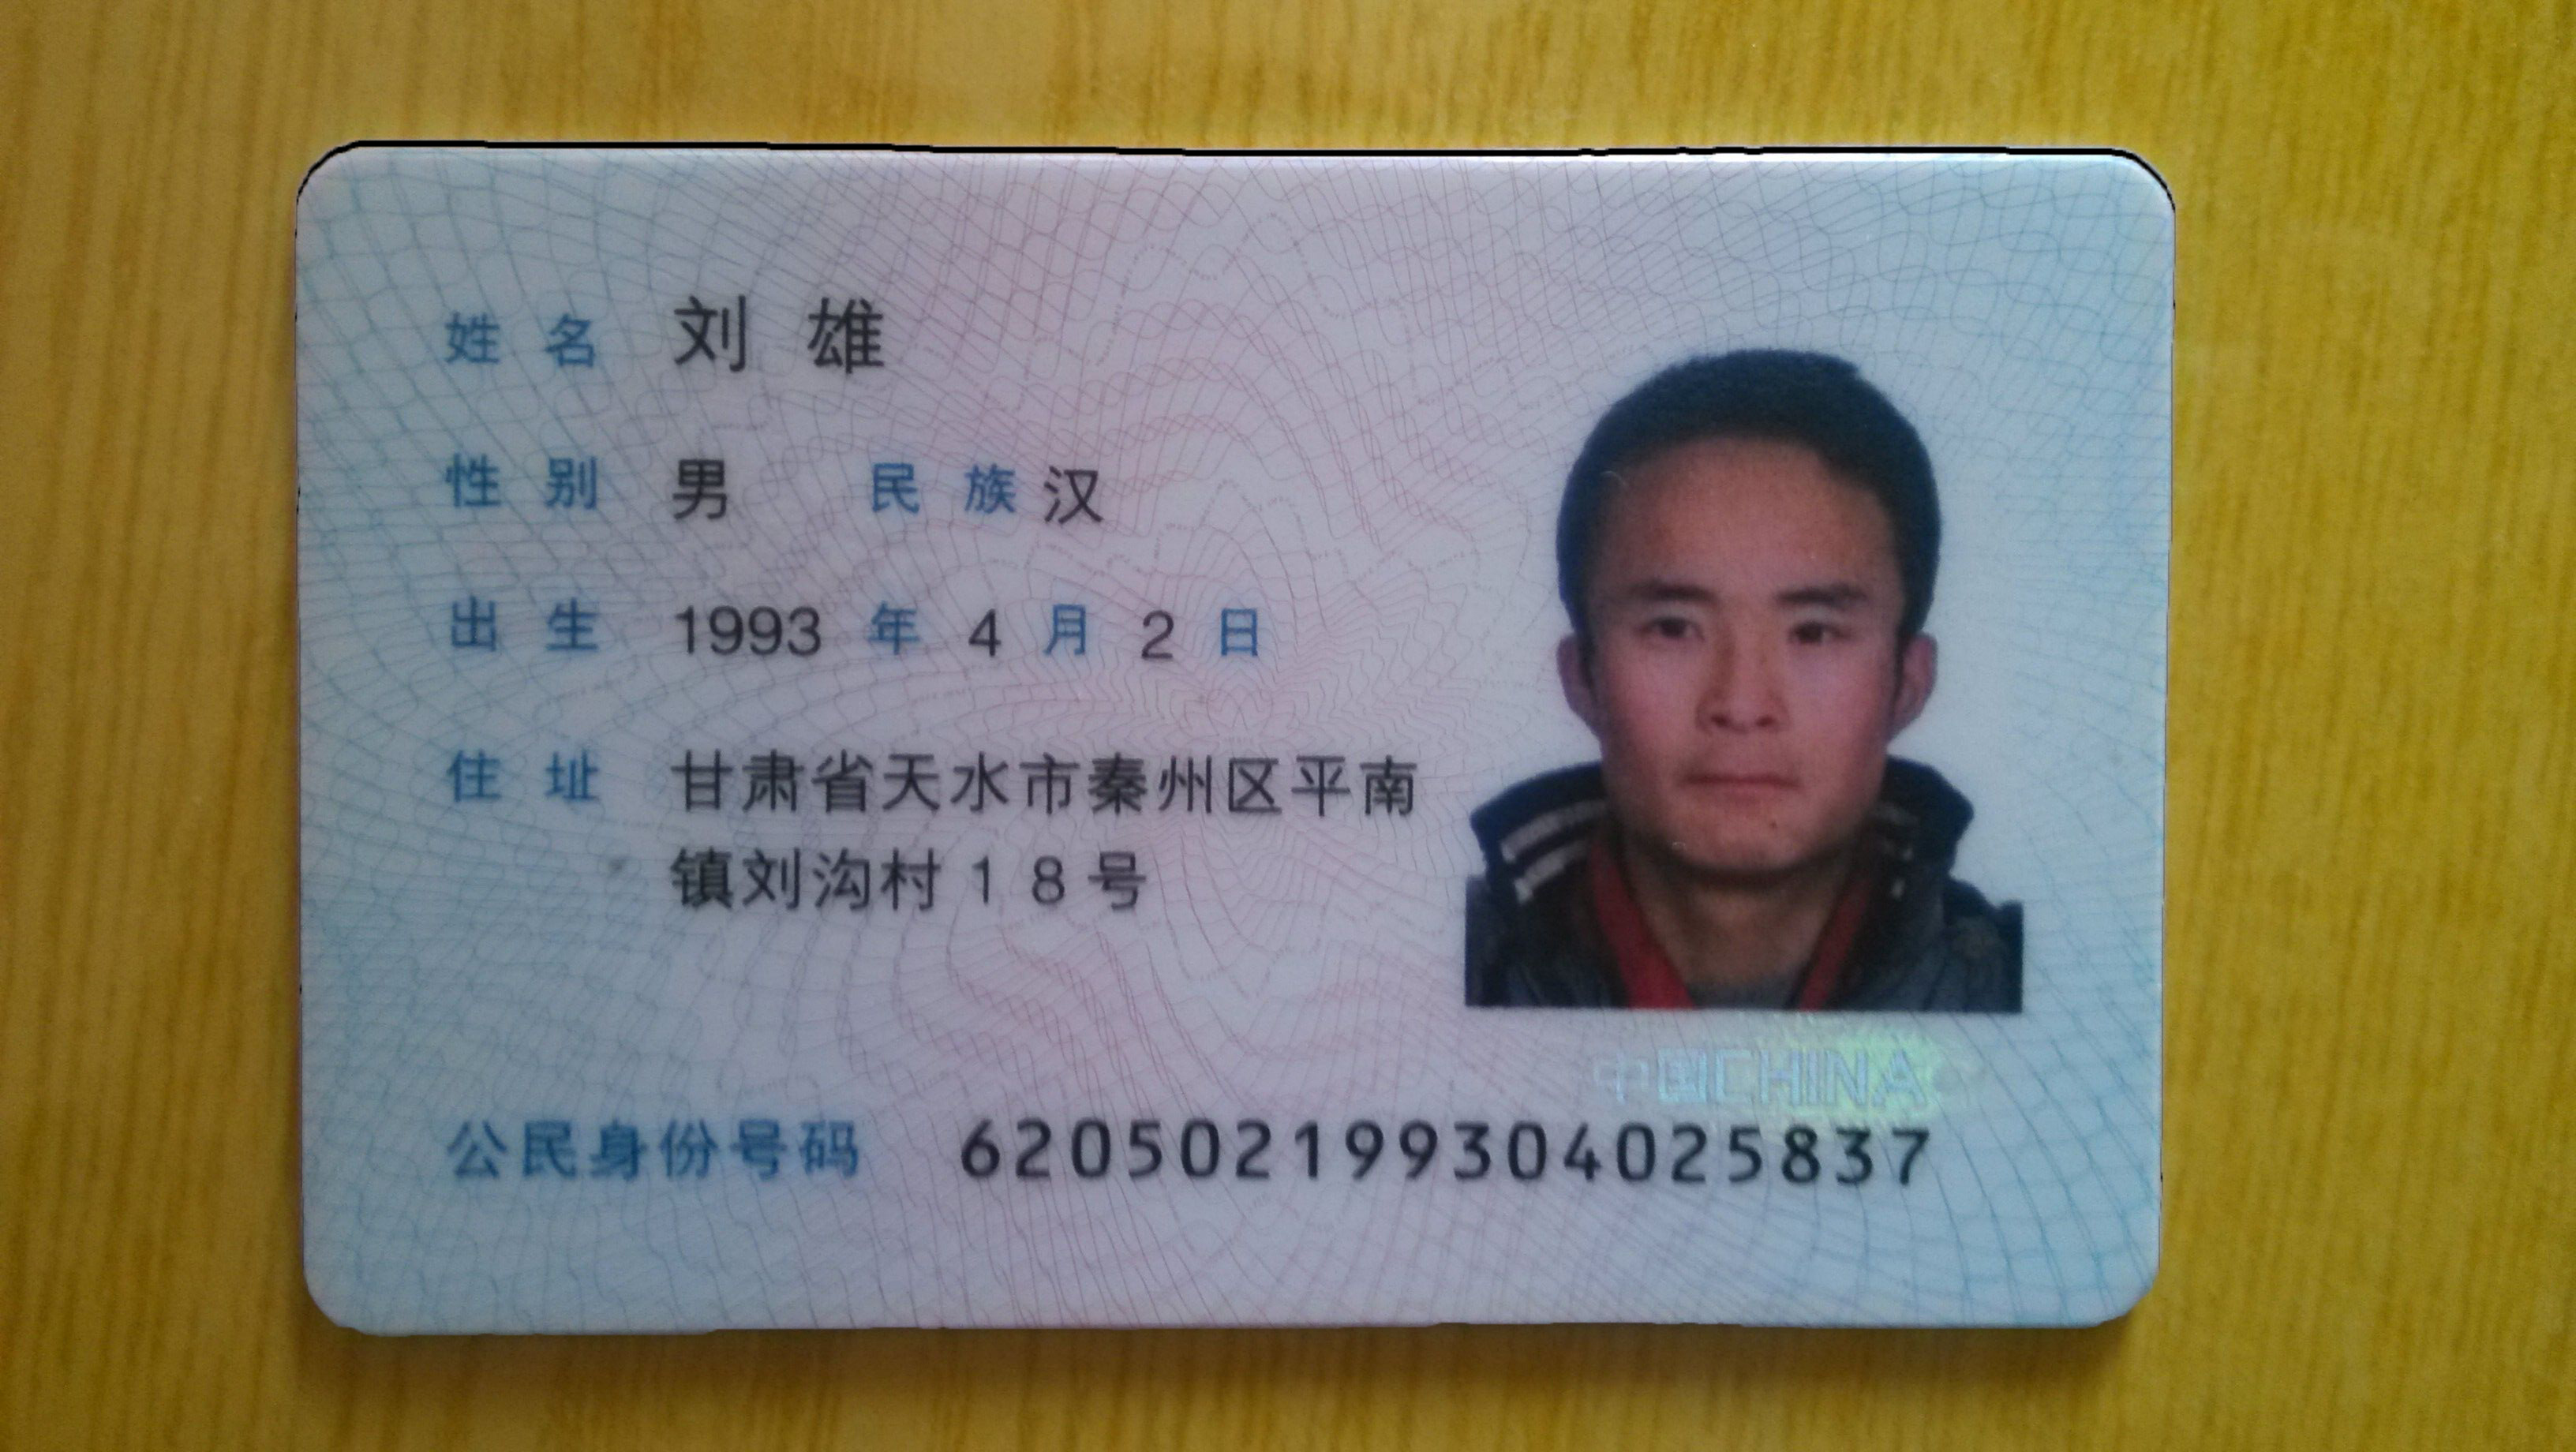 姓名 刘雄
性别 男 民族 汉
出生 1993 年 4 月 2 日
住址 甘肃省天水市秦州区平南
镇刘沟村18号
中国CHINA
公民身份号码 620502199304025837